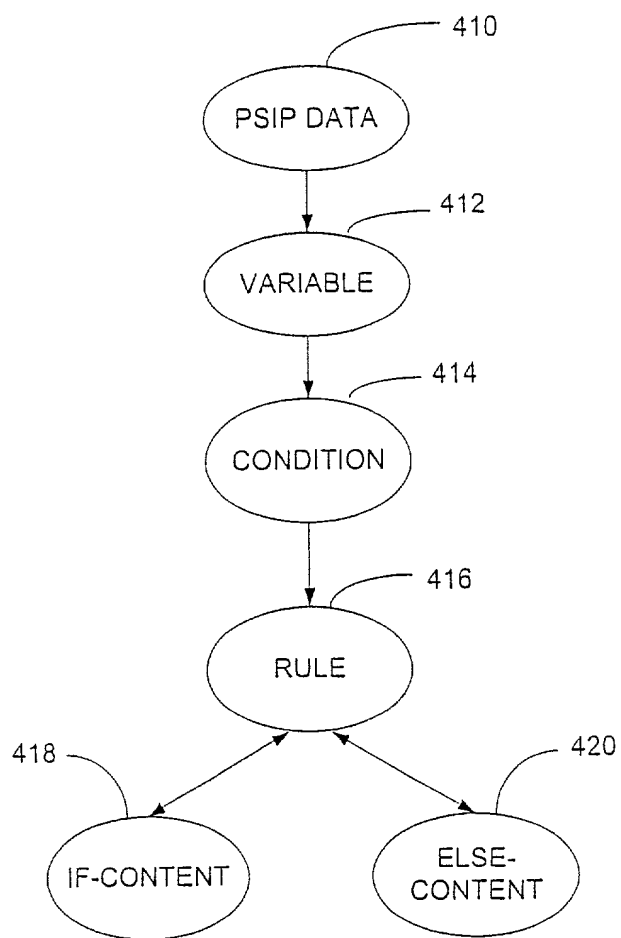 410
PSIP DATA
412
VARIABLE
414
CONDITION
416
RULE
418
420
IF-CONTENT
ELSE-
CONTENT